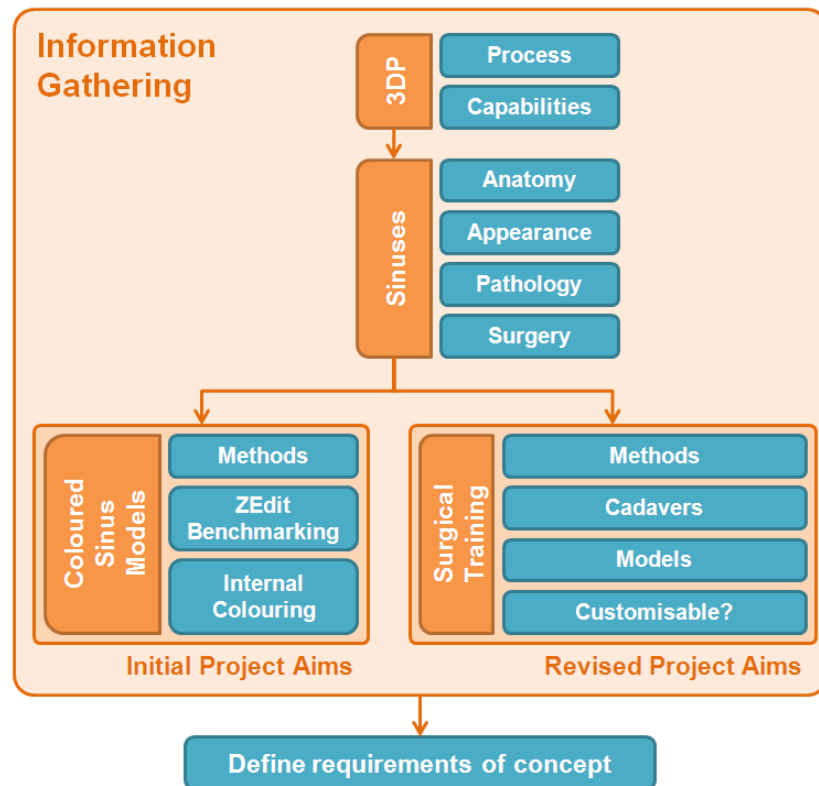 Information
Gathering
3DP
Process
Capabilities
Sinuses
Anatomy
Appearance
Pathology
Surgery
Coloured
Sinus
Models
Methods
ZEdit
Benchmarking
Internal
Colouring
Initial Project Aims
Surgical
Training
Methods
Cadavers
Models
Customisable?
Revised Project Aims
Define requirements of concept